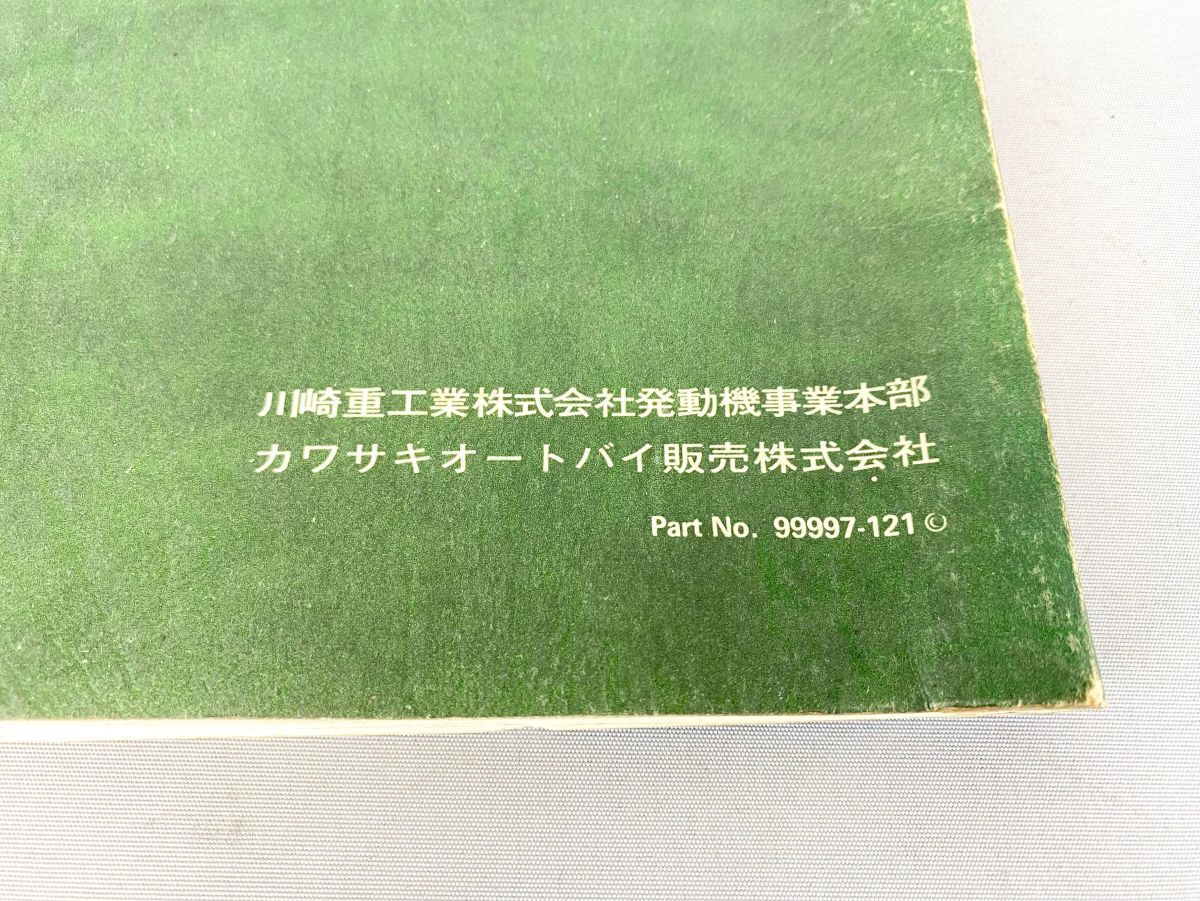 川崎重工業株式会社発動機事業本部
カワサキオートバイ販売株式会社
Part No. 99997-121 ©